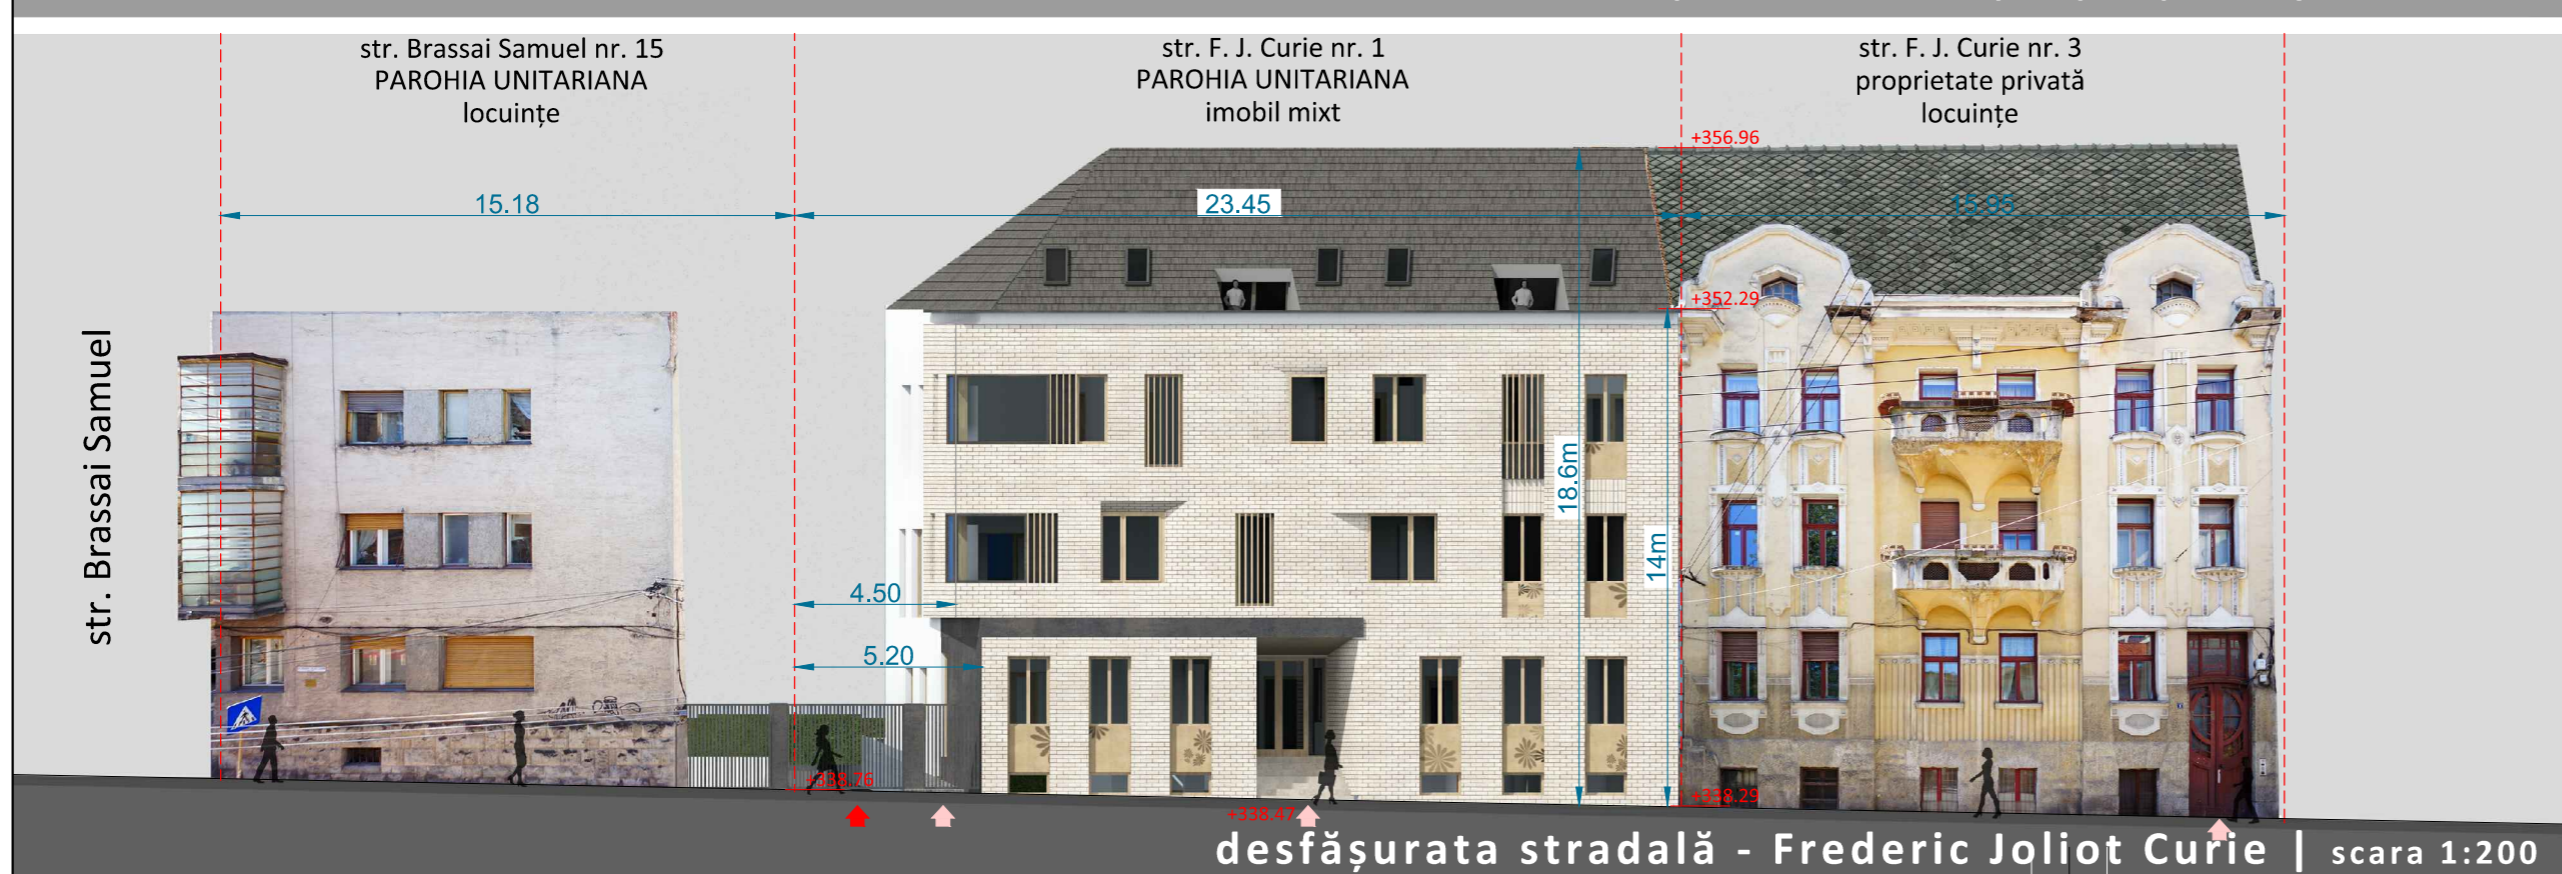 str. Brassai Samuel nr. 15
PAROHIA UNITARIANA
locuințe
str. F. J. Curie nr. 1
PAROHIA UNITARIANA
imobil mixt
str. F. J. Curie nr. 3
proprietate privată
locuințe
+356.96
15.18
23.45
15.95
+352.29
str. Brassai Samuel
18.6m
14m
4.50
5.20
+338.76
+338.47
+338.29
desfășurata stradală - Frederic Joliot Curie | scara 1:200